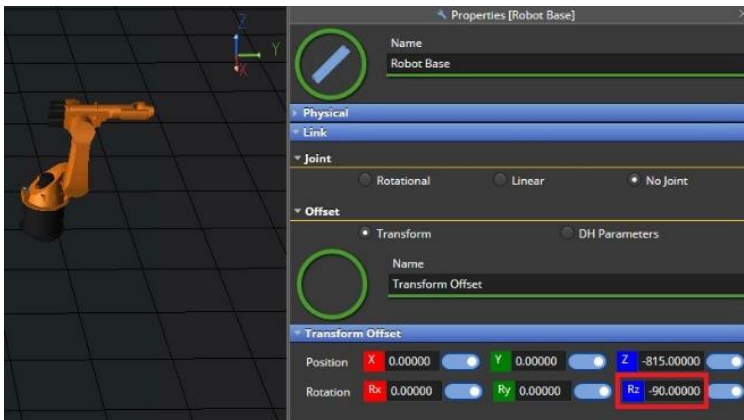 Properties [Robot Base]
Z
Y
X
Name
Robot Base
Physical
Link
Joint
Rotational Linear No Joint
Offset
Transform DH Parameters
Name
Transform Offset
Transform Offset
Position X 0.00000 Y 0.00000 Z -815.00000
Rotation Rx 0.00000 Ry 0.00000 Rz -90.00000